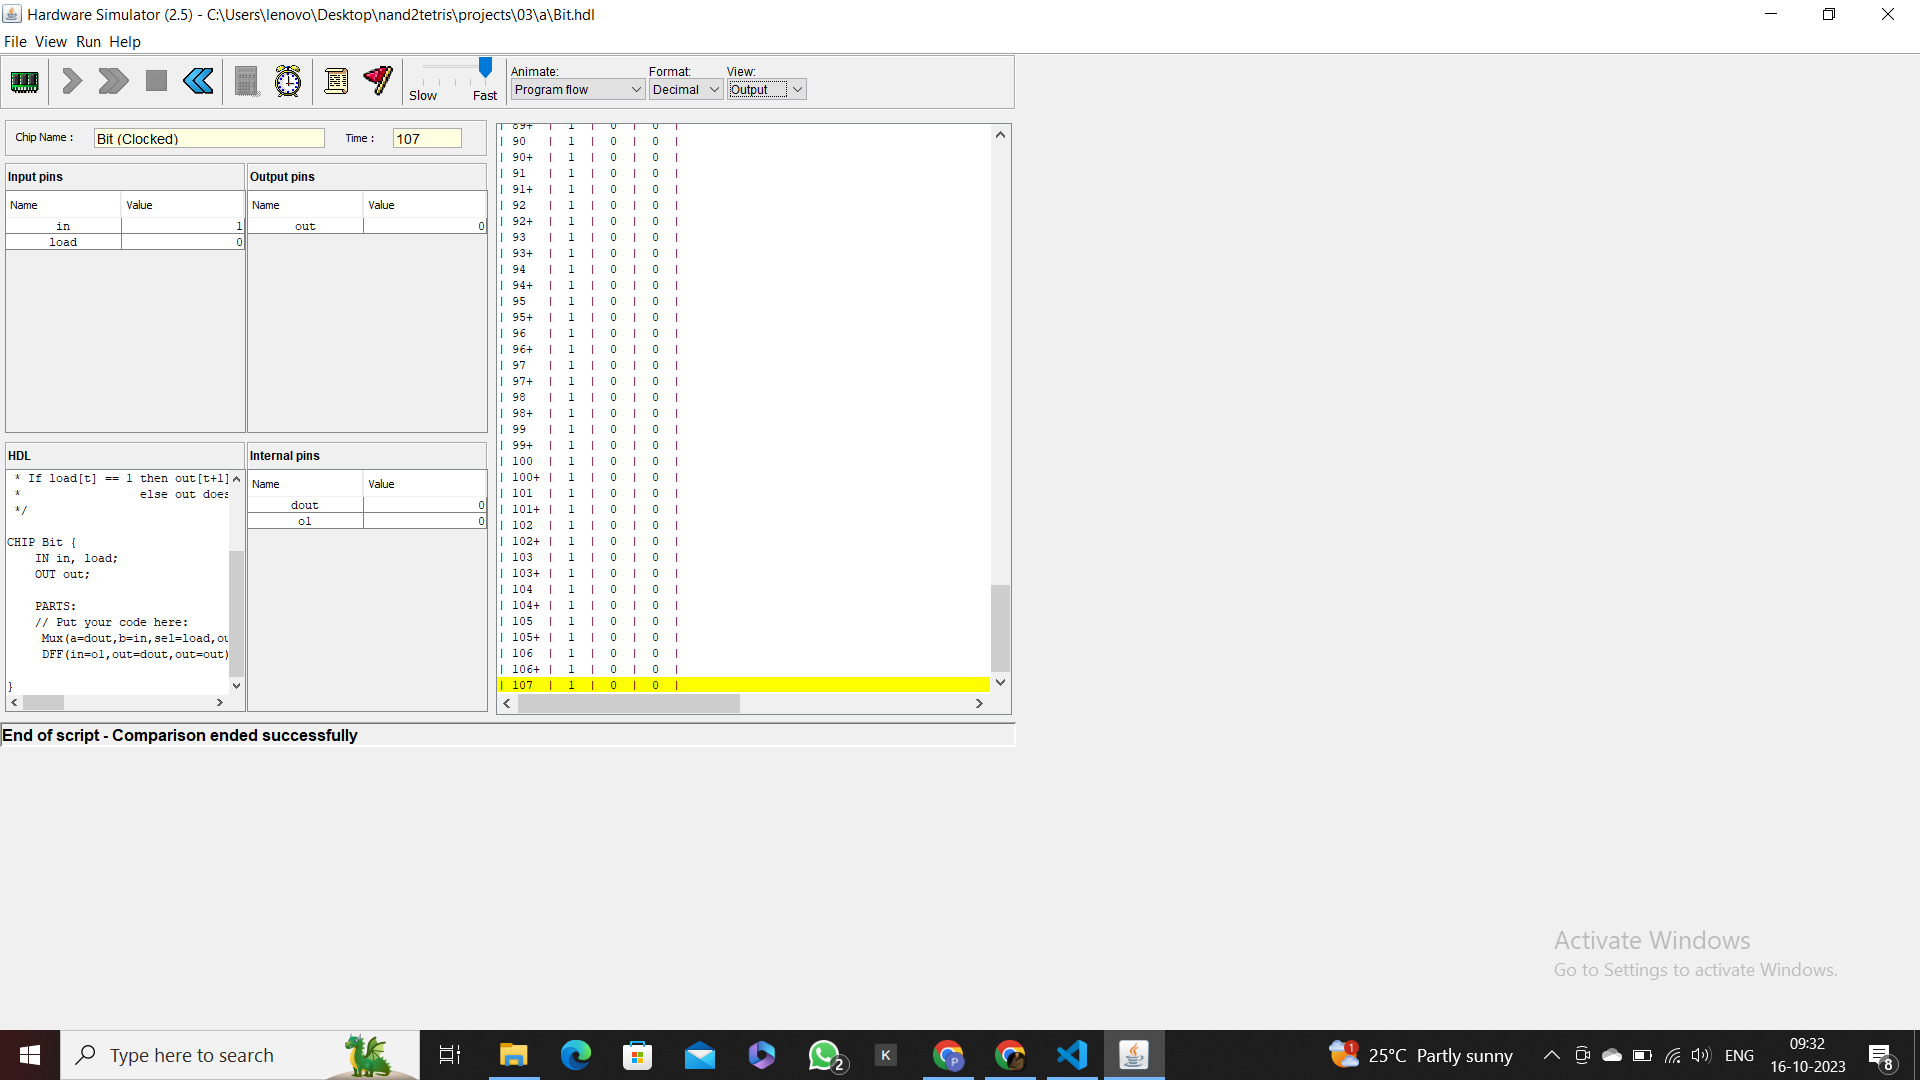 Hardware Simulator (2.5) - C:\Users\lenovo\Desktop\nand2tetris\projects\03\a\Bit.hdl
File View Run Help
Slow Fast
Animate: Format: View:
Program flow Decimal Output
Chip Name : Bit (Clocked) Time : 107
Input pins
Name Value
in 1
load 0
Output pins
Name Value
out 0
HDL
* If load[t] == 1 then out[t+1]
* else out does
*/
CHIP Bit {
IN in, load;
OUT out;
PARTS:
// Put your code here:
Mux(a=dout,b=in,sel=load,ou
DFF(in=o1,out=dout,out=out)
}
Internal pins
Name Value
dout 0
o1 0
| 89+ | 1 | 0 | 0 |
| 90 | 1 | 0 | 0 |
| 90+ | 1 | 0 | 0 |
| 91 | 1 | 0 | 0 |
| 91+ | 1 | 0 | 0 |
| 92 | 1 | 0 | 0 |
| 92+ | 1 | 0 | 0 |
| 93 | 1 | 0 | 0 |
| 93+ | 1 | 0 | 0 |
| 94 | 1 | 0 | 0 |
| 94+ | 1 | 0 | 0 |
| 95 | 1 | 0 | 0 |
| 95+ | 1 | 0 | 0 |
| 96 | 1 | 0 | 0 |
| 96+ | 1 | 0 | 0 |
| 97 | 1 | 0 | 0 |
| 97+ | 1 | 0 | 0 |
| 98 | 1 | 0 | 0 |
| 98+ | 1 | 0 | 0 |
| 99 | 1 | 0 | 0 |
| 99+ | 1 | 0 | 0 |
| 100 | 1 | 0 | 0 |
| 100+ | 1 | 0 | 0 |
| 101 | 1 | 0 | 0 |
| 101+ | 1 | 0 | 0 |
| 102 | 1 | 0 | 0 |
| 102+ | 1 | 0 | 0 |
| 103 | 1 | 0 | 0 |
| 103+ | 1 | 0 | 0 |
| 104 | 1 | 0 | 0 |
| 104+ | 1 | 0 | 0 |
| 105 | 1 | 0 | 0 |
| 105+ | 1 | 0 | 0 |
| 106 | 1 | 0 | 0 |
| 106+ | 1 | 0 | 0 |
| 107 | 1 | 0 | 0 |
End of script - Comparison ended successfully
Activate Windows
Go to Settings to activate Windows.
Type here to search
2
K
P
1
25°C Partly sunny
ENG
09:32
16-10-2023
8